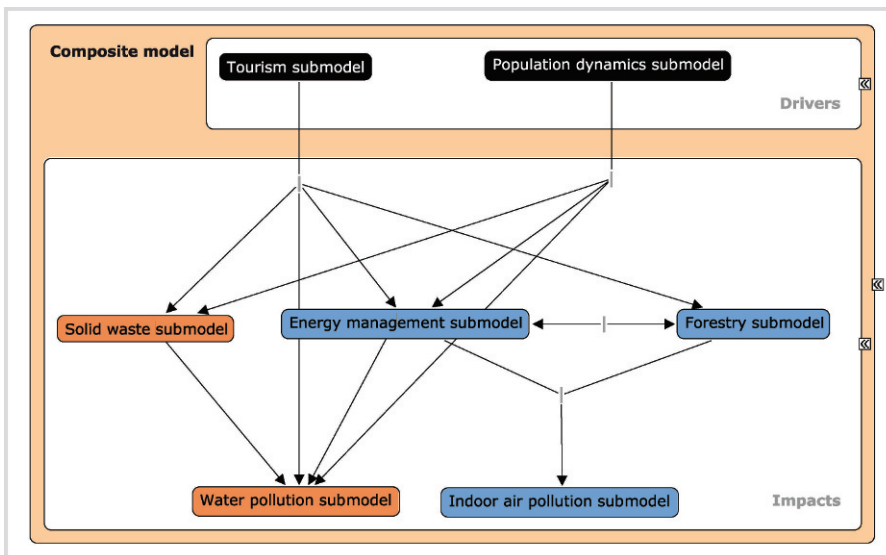 Composite model
Tourism submodel
Population dynamics submodel
Drivers
Solid waste submodel
Energy management submodel
Forestry submodel
Water pollution submodel
Indoor air pollution submodel
Impacts